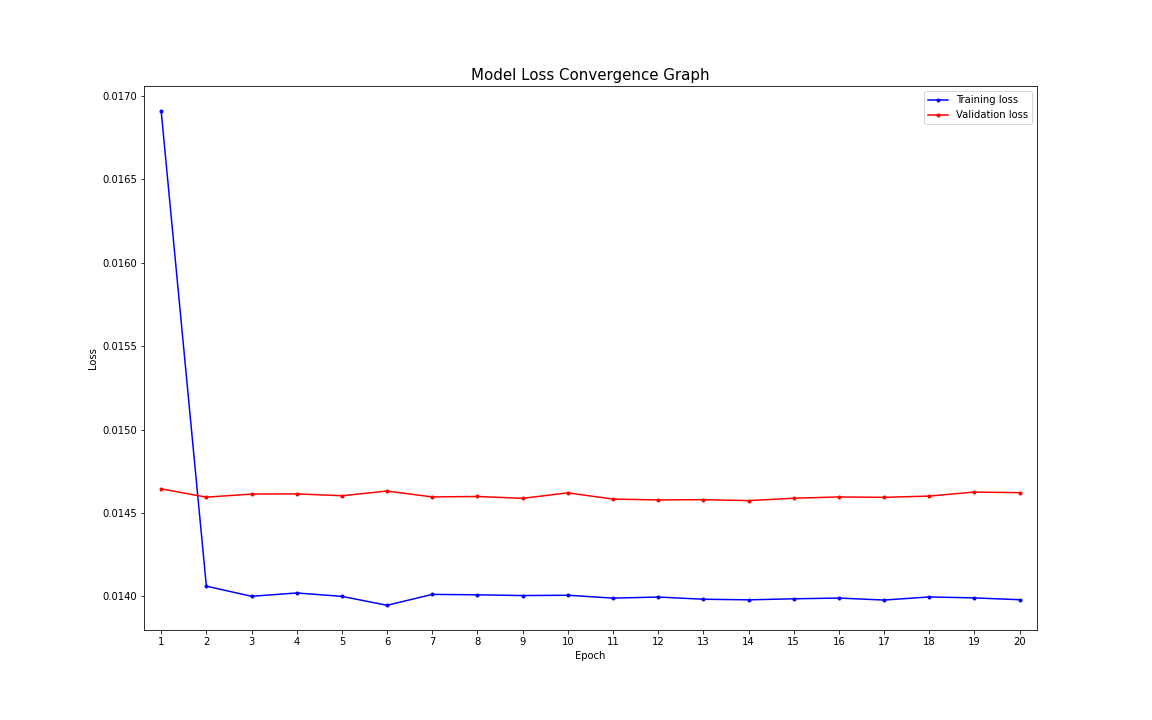 Model Loss Convergence Graph
Training loss
Validation loss
0.0170
0.0165
0.0160
0.0155
0.0150
0.0145
0.0140
Loss
1 2 3 4 5 6 7 8 9 10 11 12 13 14 15 16 17 18 19 20
Epoch